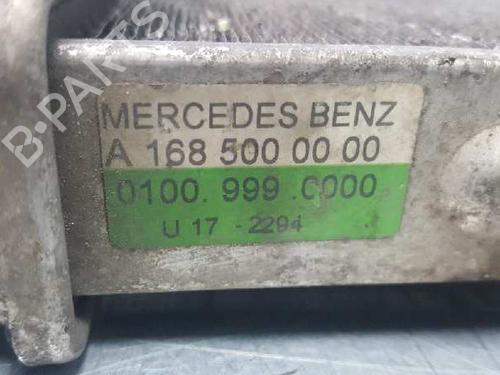 B-PARTS
MERCEDES BENZ
A 168 500 00 00
0100. 999 .0000
U 17 - 2294